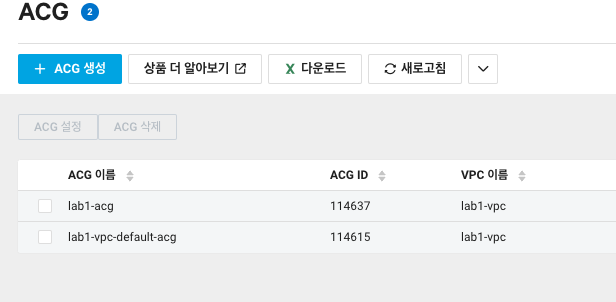 ACG 2
+ ACG 생성 상품 더 알아보기 X 다운로드 새로고침
ACG 설정 ACG 삭제
ACG 이름 ACG ID VPC 이름
lab1-acg 114637 lab1-vpc
lab1-vpc-default-acg 114615 lab1-vpc